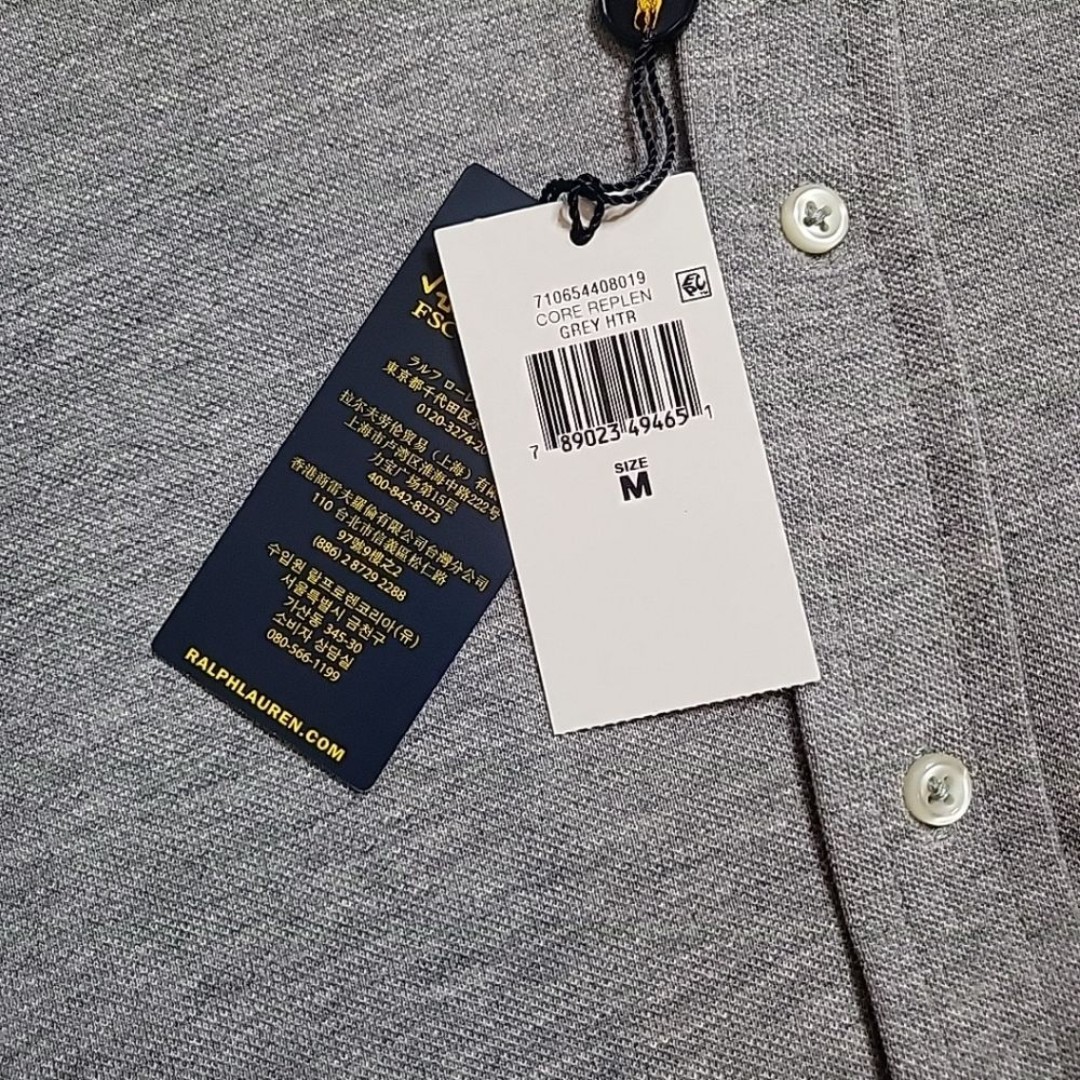 FSC
ラルフ ローレ
東京都千代田区
0120-3274-20
拉尔夫劳伦贸易（上海）有限
上海市卢湾区淮海中路222号
力宝广场第15层
400-842-8373
香港商雷夫羅倫有限公司台灣分公司
110 台北市信義區松仁路
97號9樓之2
(886) 2 8729 2288
수입원 랄프로렌코리아(유)
서울특별시 금천구
가산동 345-30
소비자 상담실
080-566-1199
RALPHLAUREN.COM
710654408019
CORE REPLEN
GREY HTR
7 89023 49465 1
SIZE
M